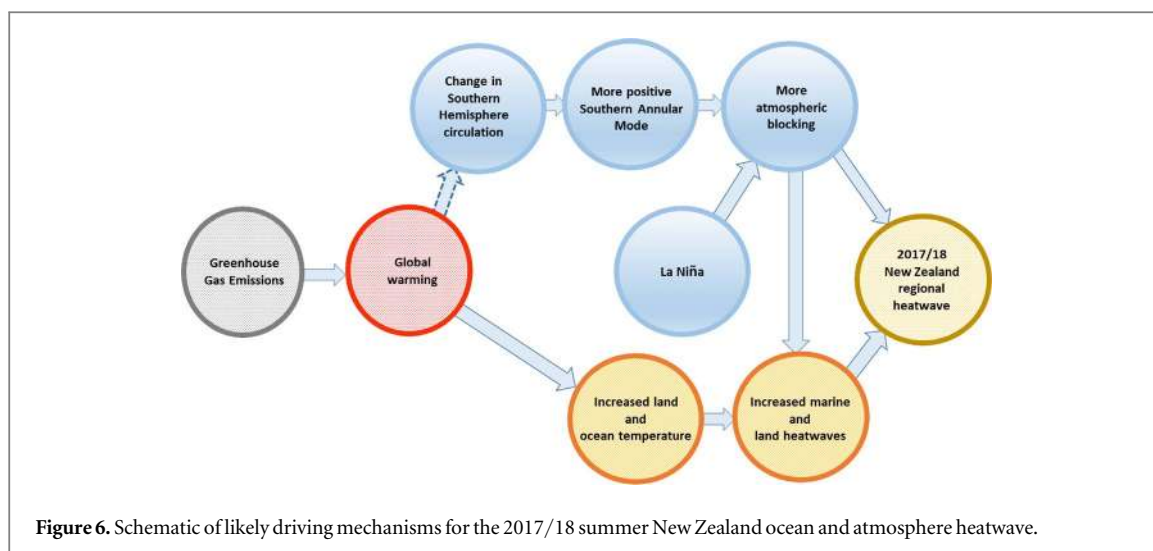 Change in
Southern
Hemisphere
circulation
More positive
Southern Annular
Mode
More
atmospheric
blocking
Greenhouse
Gas Emissions
Global
warming
La Niña
2017/18
New Zealand
regional
heatwave
Increased land
and
ocean temperature
Increased marine
and
land heatwaves
Figure 6. Schematic of likely driving mechanisms for the 2017/18 summer New Zealand ocean and atmosphere heatwave.